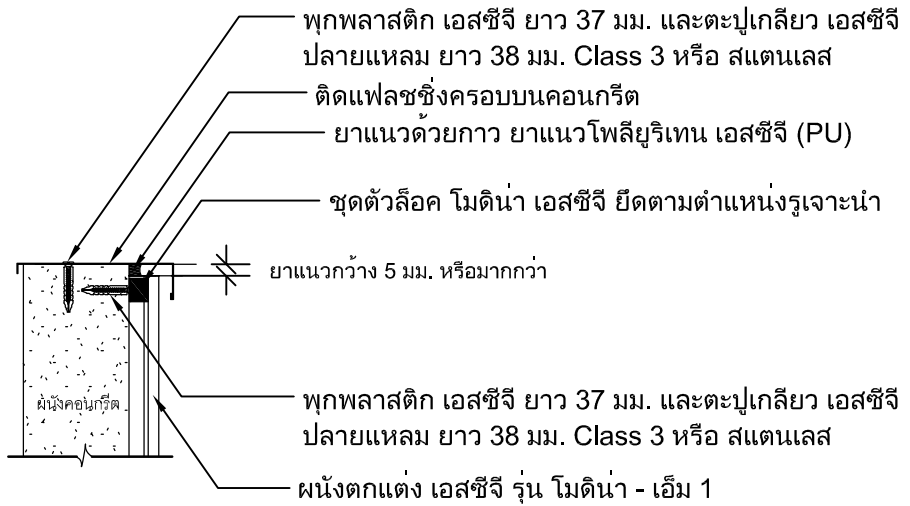 พุกพลาสติก เอสซีจี ยาว 37 มม. และตะปูเกลียว เอสซีจี
ปลายแหลม ยาว 38 มม. Class 3 หรือ สแตนเลส
ติดแฟลชชิ่งครอบบนคอนกรีต
ยาแนวด้วยกาว ยาแนวโพลียูริเทน เอสซีจี (PU)
ชุดตัวล็อค โมดิน่า เอสซีจี ยึดตามตำแหน่งรูเจาะนำ
ยาแนวกว้าง 5 มม. หรือมากกว่า
ผนังคอนกรีต
พุกพลาสติก เอสซีจี ยาว 37 มม. และตะปูเกลียว เอสซีจี
ปลายแหลม ยาว 38 มม. Class 3 หรือ สแตนเลส
ผนังตกแต่ง เอสซีจี รุ่น โมดิน่า - เอ็ม 1